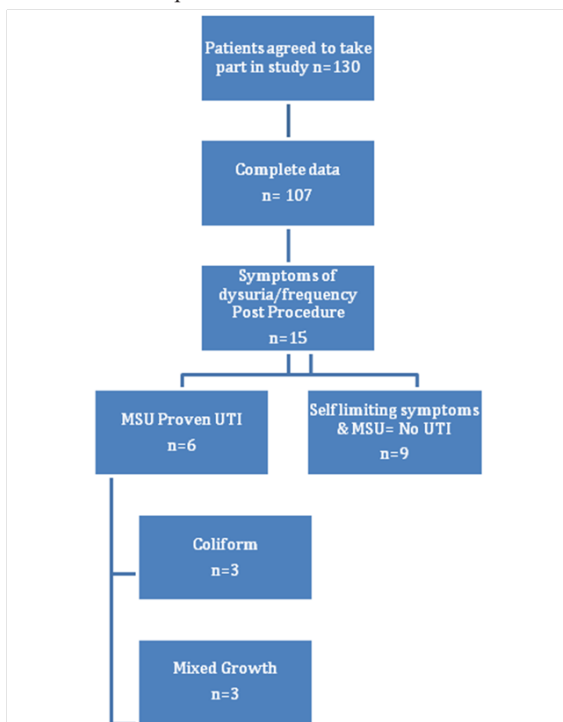 Patients agreed to take
part in study n=130
Complete data
n= 107
Symptoms of
dysuria/frequency
Post Procedure
n=15
MSU Proven UTI
n=6
Self limiting symptoms
& MSU= No UTI
n=9
Coliform
n=3
Mixed Growth
n=3